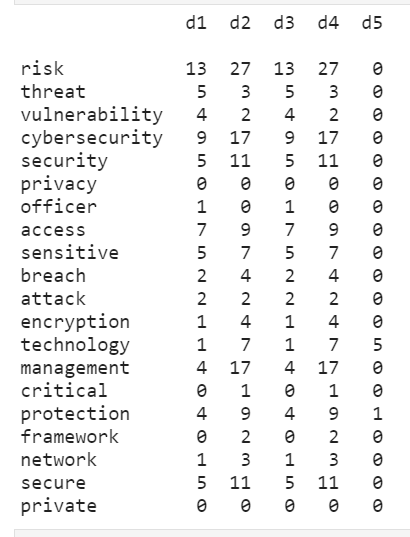 d1 d2 d3 d4 d5
risk 13 27 13 27 0
threat 5 3 5 3 0
vulnerability 4 2 4 2 0
cybersecurity 9 17 9 17 0
security 5 11 5 11 0
privacy 0 0 0 0 0
officer 1 0 1 0 0
access 7 9 7 9 0
sensitive 5 7 5 7 0
breach 2 4 2 4 0
attack 2 2 2 2 0
encryption 1 4 1 4 0
technology 1 7 1 7 5
management 4 17 4 17 0
critical 0 1 0 1 0
protection 4 9 4 9 1
framework 0 2 0 2 0
network 1 3 1 3 0
secure 5 11 5 11 0
private 0 0 0 0 0